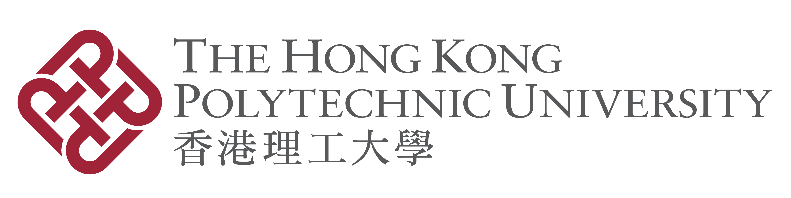 THE HONG KONG
POLYTECHNIC UNIVERSITY
香港理工大學